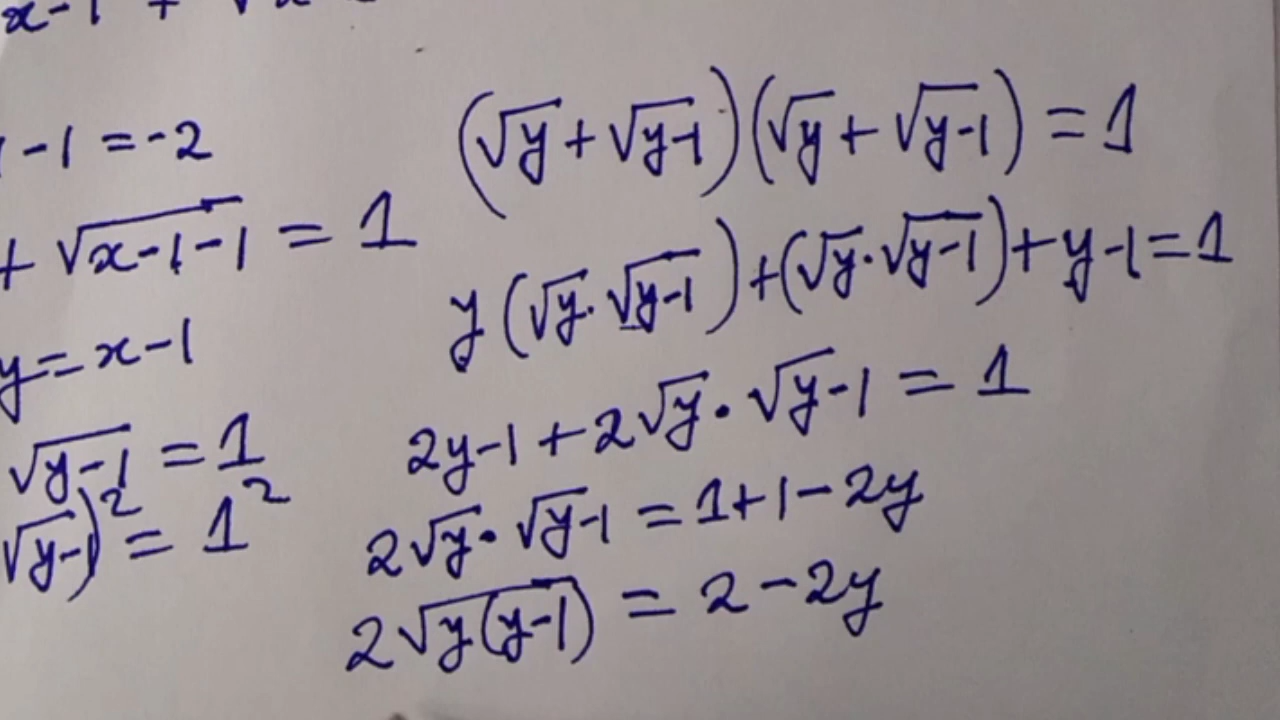 x-1 + √
-1 = -2
+ √(x-1-1) = 1
y = x-1
√(y-1) = 1
√(y-1))² = 1²
(√y + √(y-1))(√y + √(y-1)) = 1
y(√y·√(y-1)) + (√y·√(y-1)) + y-1 = 1
2y-1 + 2√y·√y-1 = 1
2√y·√y-1 = 1+1-2y
2√(y(y-1)) = 2-2y